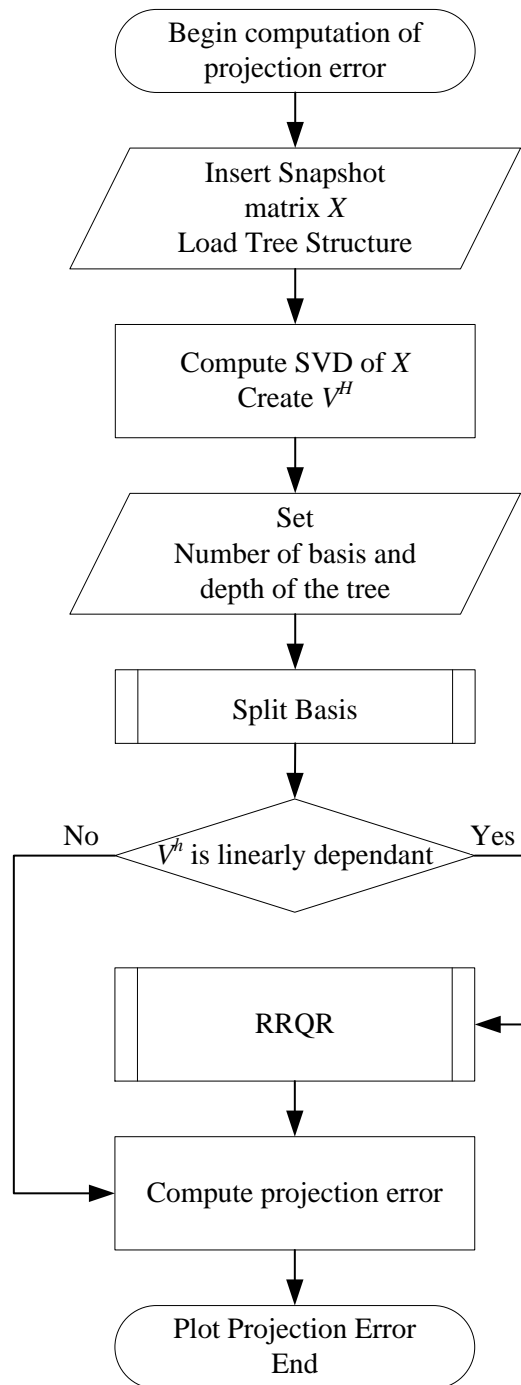 Begin computation of
projection error
Insert Snapshot
matrix X
Load Tree Structure
Compute SVD of X
Create V^H
Set
Number of basis and
depth of the tree
Split Basis
No
V^h is linearly dependant
Yes
RRQR
Compute projection error
Plot Projection Error
End